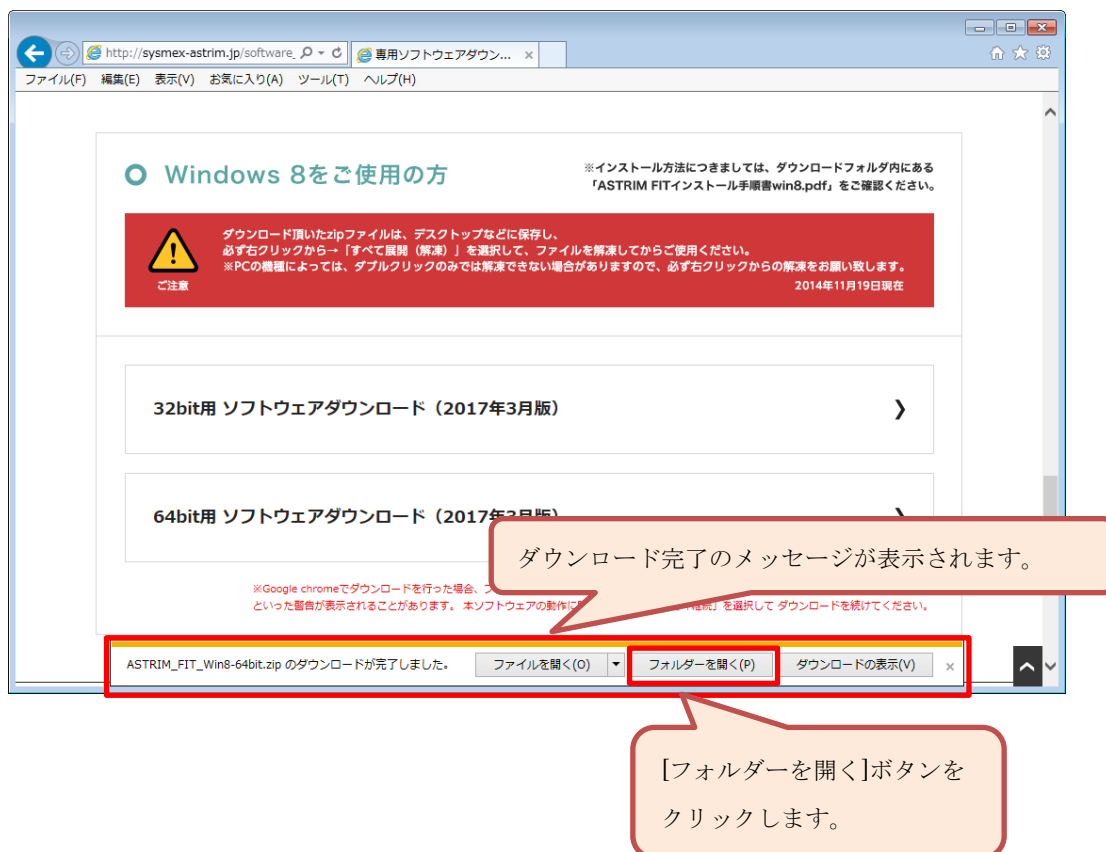 http://sysmex-astrim.jp/software_
専用ソフトウェアダウン...
ファイル(F) 編集(E) 表示(V) お気に入り(A) ツール(T) ヘルプ(H)
Windows 8をご使用の方
※インストール方法につきましては、ダウンロードフォルダ内にある
「ASTRIM FITインストール手順書win8.pdf」をご確認ください。
ダウンロード頂いたzipファイルは、デスクトップなどに保存し、
必ず右クリックから→「すべて展開（解凍）」を選択して、ファイルを解凍してからご使用ください。
※PCの機種によっては、ダブルクリックのみでは解凍できない場合がありますので、必ず右クリックからの解凍をお願い致します。
ご注意
2014年11月19日現在
32bit用 ソフトウェアダウンロード（2017年3月版）
64bit用 ソフトウェアダウンロード（2017年3月版）
ダウンロード完了のメッセージが表示されます。
※Google chromeでダウンロードを行った場合、
といった警告が表示されることがあります。 本ソフトウェアの動作に を選択して ダウンロードを続けてください。
ASTRIM_FIT_Win8-64bit.zip のダウンロードが完了しました。 ファイルを開く(O) フォルダーを開く(P) ダウンロードの表示(V)
[フォルダーを開く]ボタンを
クリックします。